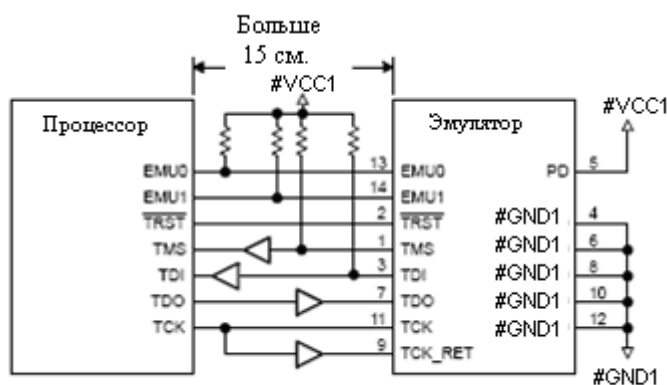 Больше
15 см.
#VCC1
#VCC1
Процессор
Эмулятор
EMU0
13
EMU0
PD
5
EMU1
14
EMU1
TRST
2
TRST
#GND1
4
TMS
1
TMS
#GND1
6
TDI
3
TDI
#GND1
8
TDO
7
TDO
#GND1
10
TCK
11
TCK
#GND1
12
9
TCK_RET
#GND1